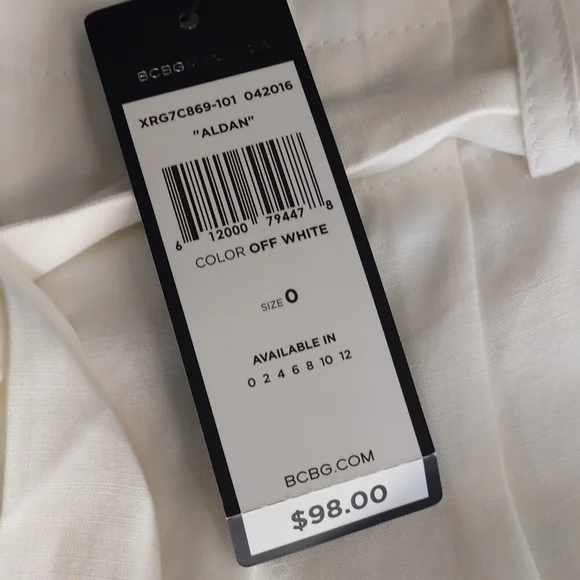 BCBG
XRG7C869-101 042016
"ALDAN"
6 12000 79447 8
COLOR OFF WHITE
SIZE 0
AVAILABLE IN
0 2 4 6 8 10 12
BCBG.COM
$98.00